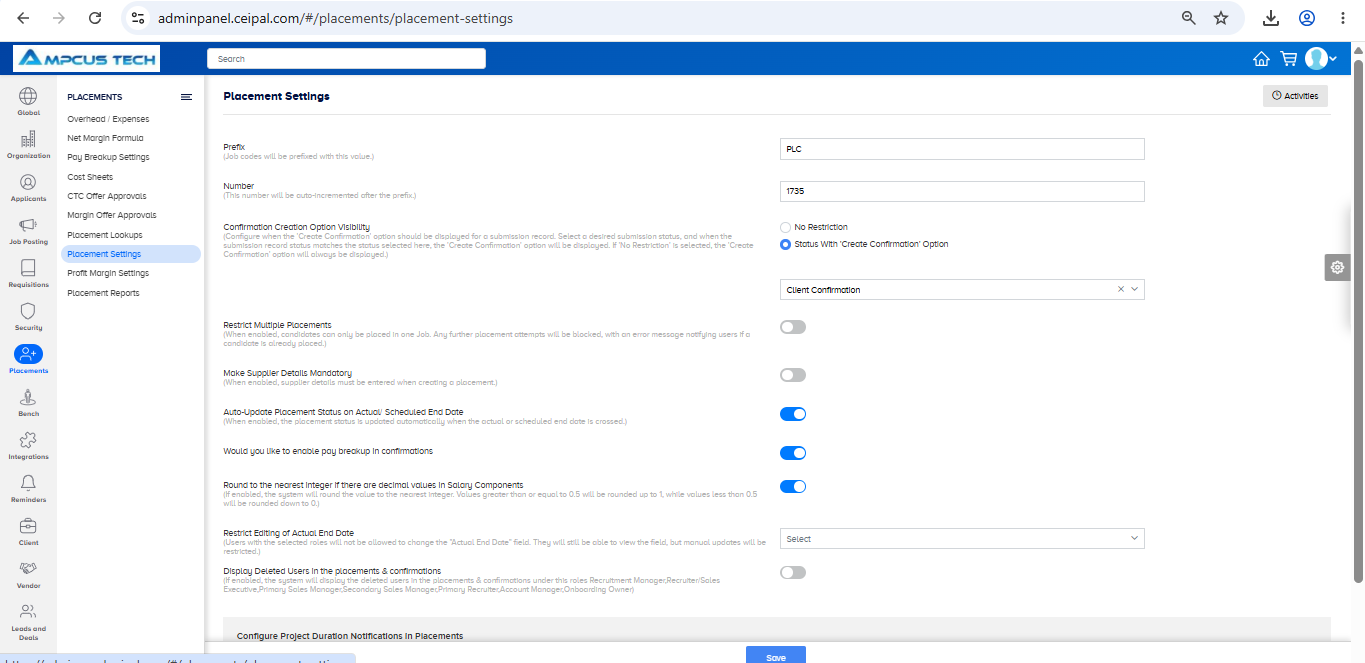 adminpanel.ceipal.com/#/placements/placement-settings
AMPCUS TECH
Search
Global
Organization
Applicants
Job Posting
Requisitions
Security
Placements
Bench
Integrations
Reminders
Client
Vendor
Leads and
Deals
PLACEMENTS
Overhead / Expenses
Net Margin Formula
Pay Breakup Settings
Cost Sheets
CTC Offer Approvals
Margin Offer Approvals
Placement Lookups
Placement Settings
Profit Margin Settings
Placement Reports
Placement Settings
Activities
Prefix
(Job codes will be prefixed with this value.)
PLC
Number
(This number will be auto-incremented after the prefix.)
1735
Confirmation Creation Option Visibility
(Configure when the 'Create Confirmation' option should be displayed for a submission record. Select a desired submission status, and when the
submission record status matches the status selected here, the 'Create Confirmation' option will be displayed. If 'No Restriction' is selected, the 'Create
Confirmation' option will always be displayed.)
No Restriction
Status With 'Create Confirmation' Option
Client Confirmation
Restrict Multiple Placements
(When enabled, candidates can only be placed in one Job. Any further placement attempts will be blocked, with an error message notifying users if a
candidate is already placed.)
Make Supplier Details Mandatory
(When enabled, supplier details must be entered when creating a placement.)
Auto-Update Placement Status on Actual/ Scheduled End Date
(When enabled, the placement status is updated automatically when the actual or scheduled end date is crossed.)
Would you like to enable pay breakup in confirmations
Round to the nearest integer if there are decimal values in Salary Components
(If enabled, the system will round the value to the nearest integer. Values greater than or equal to 0.5 will be rounded up to 1, while values less than 0.5
will be rounded down to 0.)
Restrict Editing of Actual End Date
(Users with the selected roles will not be allowed to change the "Actual End Date" field. They will still be able to view the field, but manual updates will be
restricted.)
Select
Display Deleted Users in the placements & confirmations
(If enabled, the system will display the deleted users in the placements & confirmations under this roles Recruitment Manager,Recruiter/Sales
Executive,Primary Sales Manager,Secondary Sales Manager,Primary Recruiter,Account Manager,Onboarding Owner)
Configure Project Duration Notifications In Placements
Save